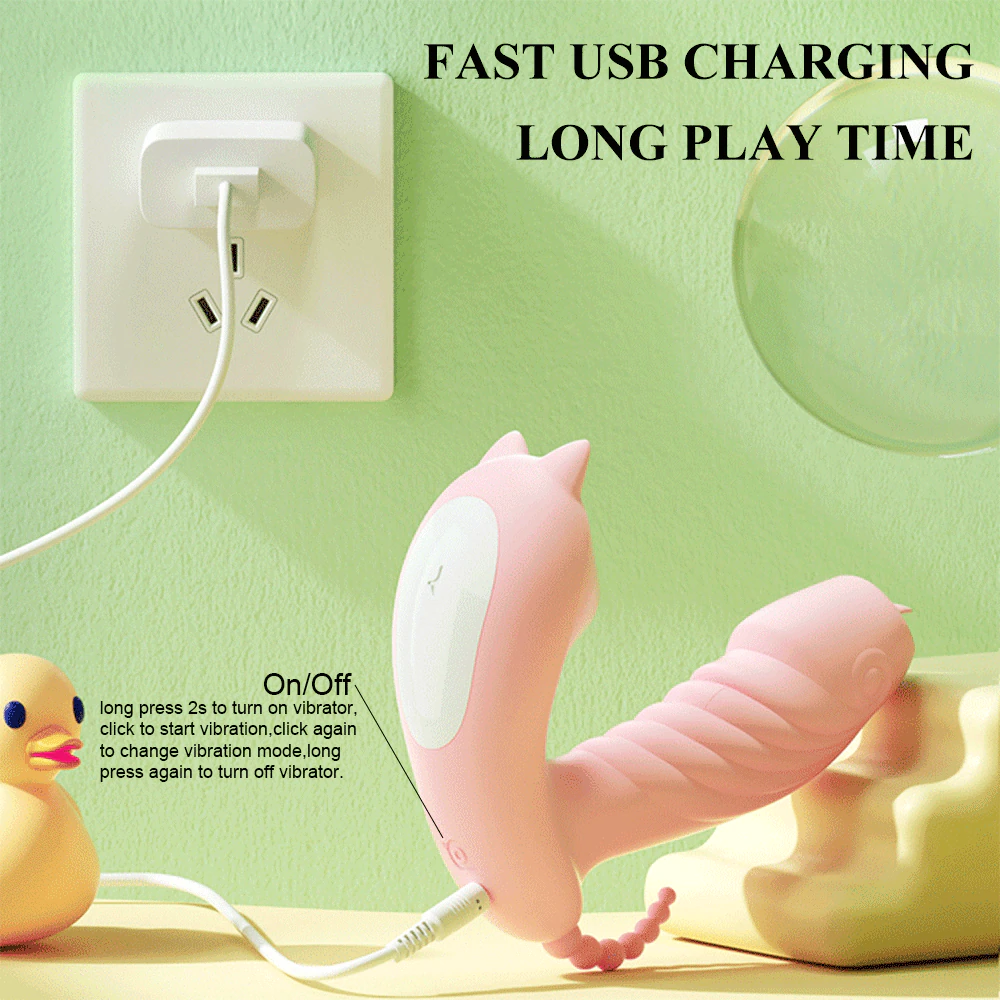 FAST USB CHARGING
LONG PLAY TIME
On/Off
long press 2s to turn on vibrator,
click to start vibration,click again
to change vibration mode,long
press again to turn off vibrator.